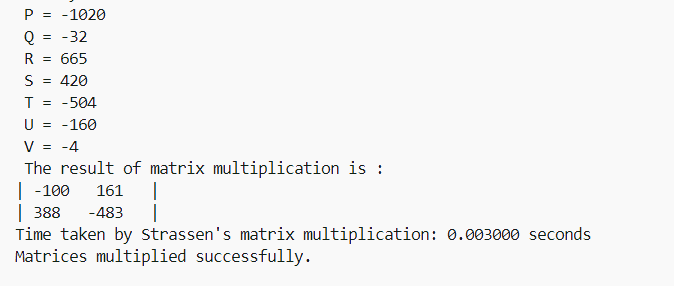 P = -1020
Q = -32
R = 665
S = 420
T = -504
U = -160
V = -4
The result of matrix multiplication is :
| -100 161 |
| 388 -483 |
Time taken by Strassen's matrix multiplication: 0.003000 seconds
Matrices multiplied successfully.